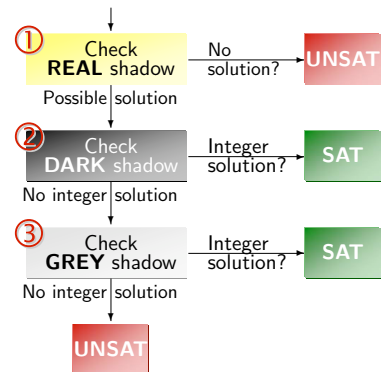 1
Check
REAL shadow
No
solution?
UNSAT
Possible solution
2
Check
DARK shadow
Integer
solution?
SAT
No integer solution
3
Check
GREY shadow
Integer
solution?
SAT
No integer solution
UNSAT